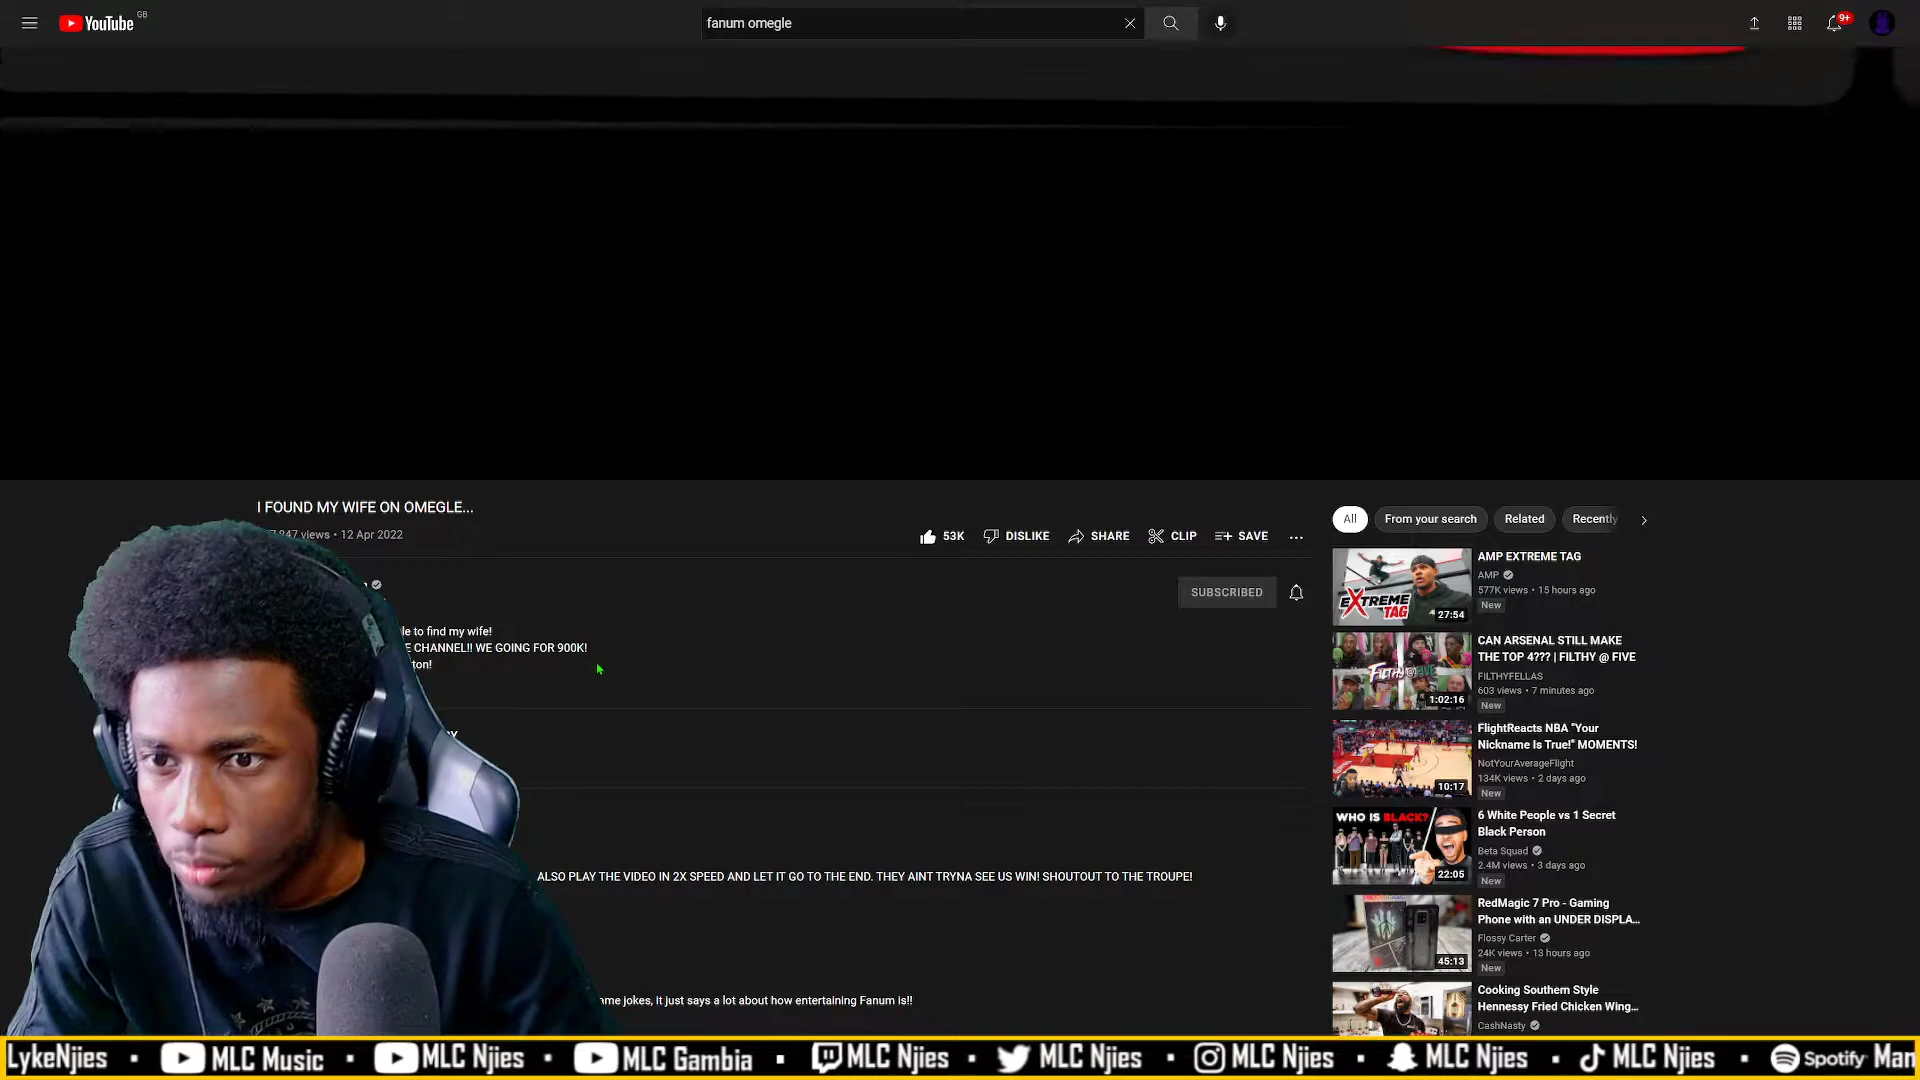 YouTube GB
fanum omegle
9+
I FOUND MY WIFE ON OMEGLE...
847 views • 12 Apr 2022
53K DISLIKE SHARE CLIP SAVE ...
SUBSCRIBED
le to find my wife!
E CHANNEL!! WE GOING FOR 900K!
ton!
ALSO PLAY THE VIDEO IN 2X SPEED AND LET IT GO TO THE END. THEY AINT TRYNA SEE US WIN! SHOUTOUT TO THE TROUPE!
ome jokes, it just says a lot about how entertaining Fanum is!!
All From your search Related Recently
EXTREME TAG
27:54
AMP EXTREME TAG
AMP
577K views • 15 hours ago
New
FILTHY @ FIVE
1:02:16
CAN ARSENAL STILL MAKE
THE TOP 4??? | FILTHY @ FIVE
FILTHYFELLAS
603 views • 7 minutes ago
New
10:17
FlightReacts NBA "Your
Nickname Is True!" MOMENTS!
NotYourAverageFlight
134K views • 2 days ago
New
WHO IS BLACK?
22:05
6 White People vs 1 Secret
Black Person
Beta Squad
2.4M views • 3 days ago
New
45:13
RedMagic 7 Pro - Gaming
Phone with an UNDER DISPLA...
Flossy Carter
24K views • 13 hours ago
New
Cooking Southern Style
Hennessy Fried Chicken Wing...
CashNasty
LykeNjies • MLC Music • MLC Njies • MLC Gambia • MLC Njies • MLC Njies • MLC Njies • MLC Njies • MLC Njies • Spotify Man